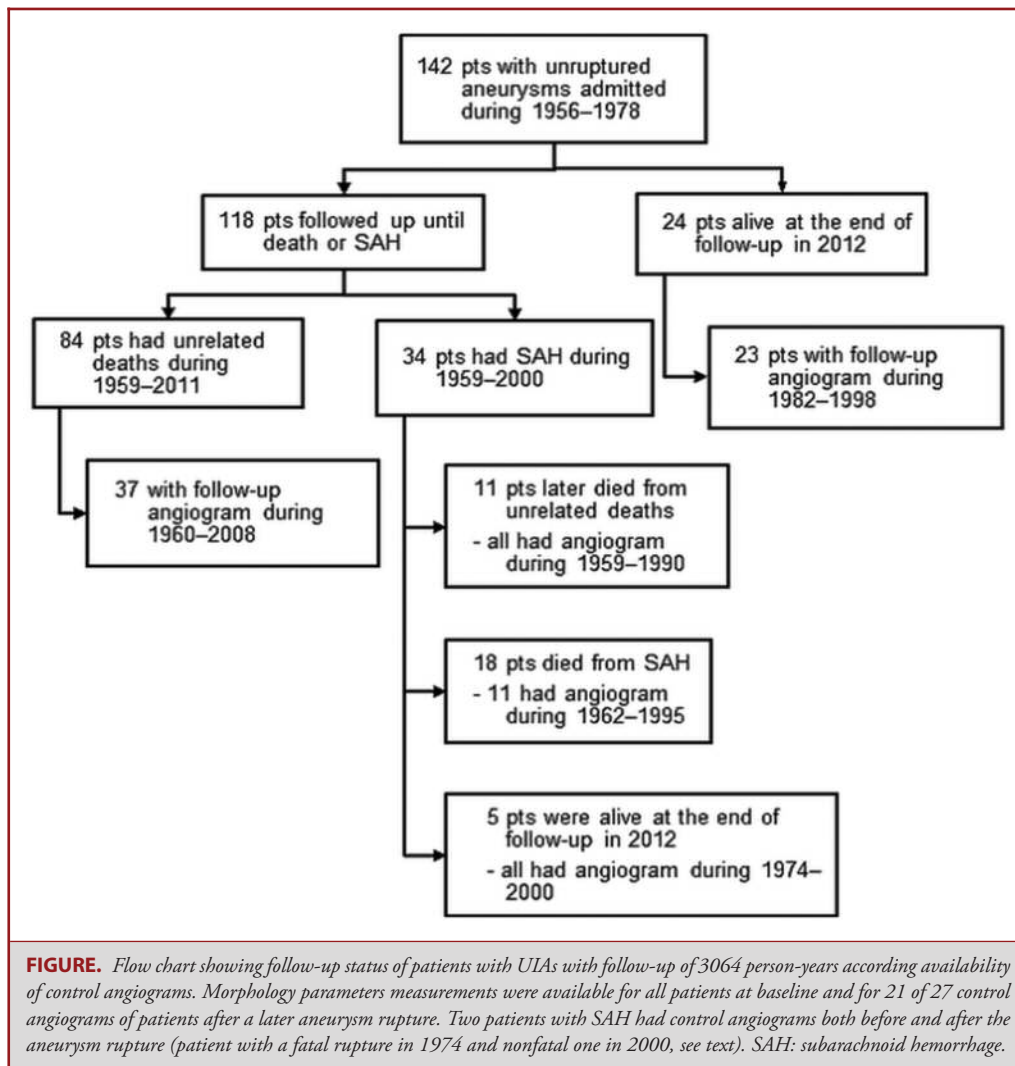 142 pts with unruptured
aneurysms admitted
during 1956–1978
118 pts followed up until
death or SAH
24 pts alive at the end of
follow-up in 2012
84 pts had unrelated
deaths during
1959–2011
34 pts had SAH during
1959–2000
23 pts with follow-up
angiogram during
1982–1998
37 with follow-up
angiogram during
1960–2008
11 pts later died from
unrelated deaths
- all had angiogram
during 1959–1990
18 pts died from SAH
- 11 had angiogram
during 1962–1995
5 pts were alive at the end of
follow-up in 2012
- all had angiogram during 1974–
2000
FIGURE. Flow chart showing follow-up status of patients with UIAs with follow-up of 3064 person-years according availability
of control angiograms. Morphology parameters measurements were available for all patients at baseline and for 21 of 27 control
angiograms of patients after a later aneurysm rupture. Two patients with SAH had control angiograms both before and after the
aneurysm rupture (patient with a fatal rupture in 1974 and nonfatal one in 2000, see text). SAH: subarachnoid hemorrhage.